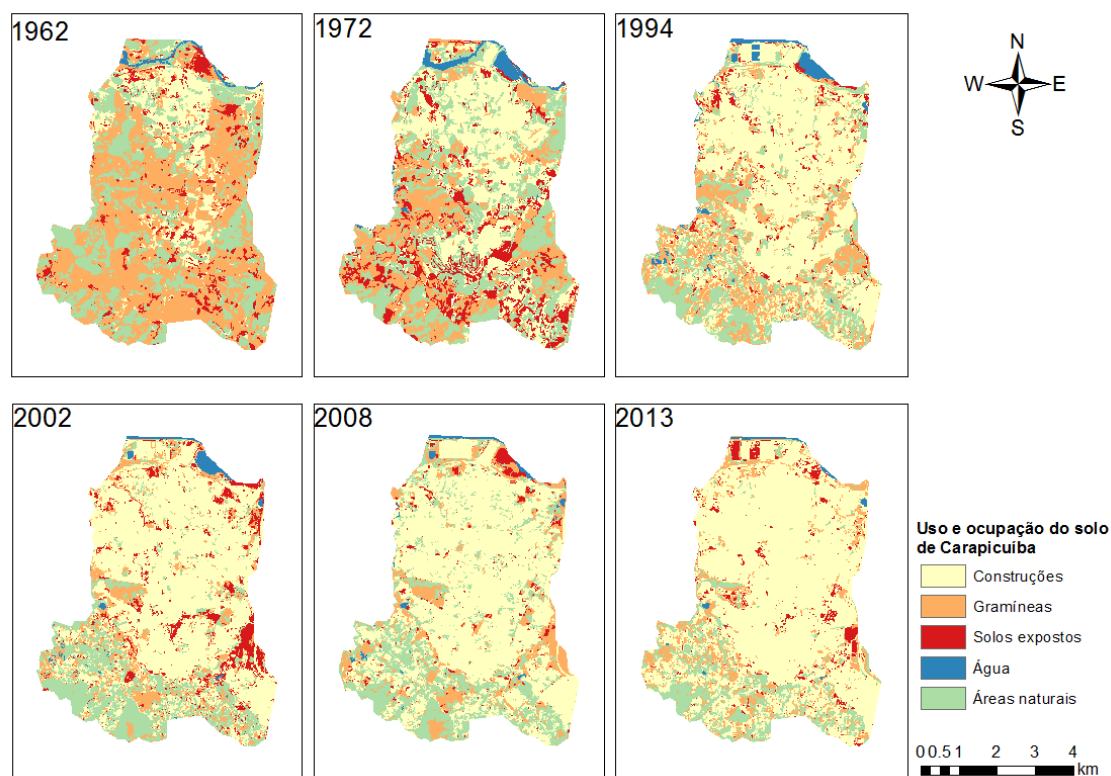 1962
1972
1994
N
W
E
S
2002
2008
2013
Uso e ocupação do solo
de Carapicuíba
Construções
Gramíneas
Solos expostos
Água
Áreas naturais
0 0.5 1 2 3 4
km